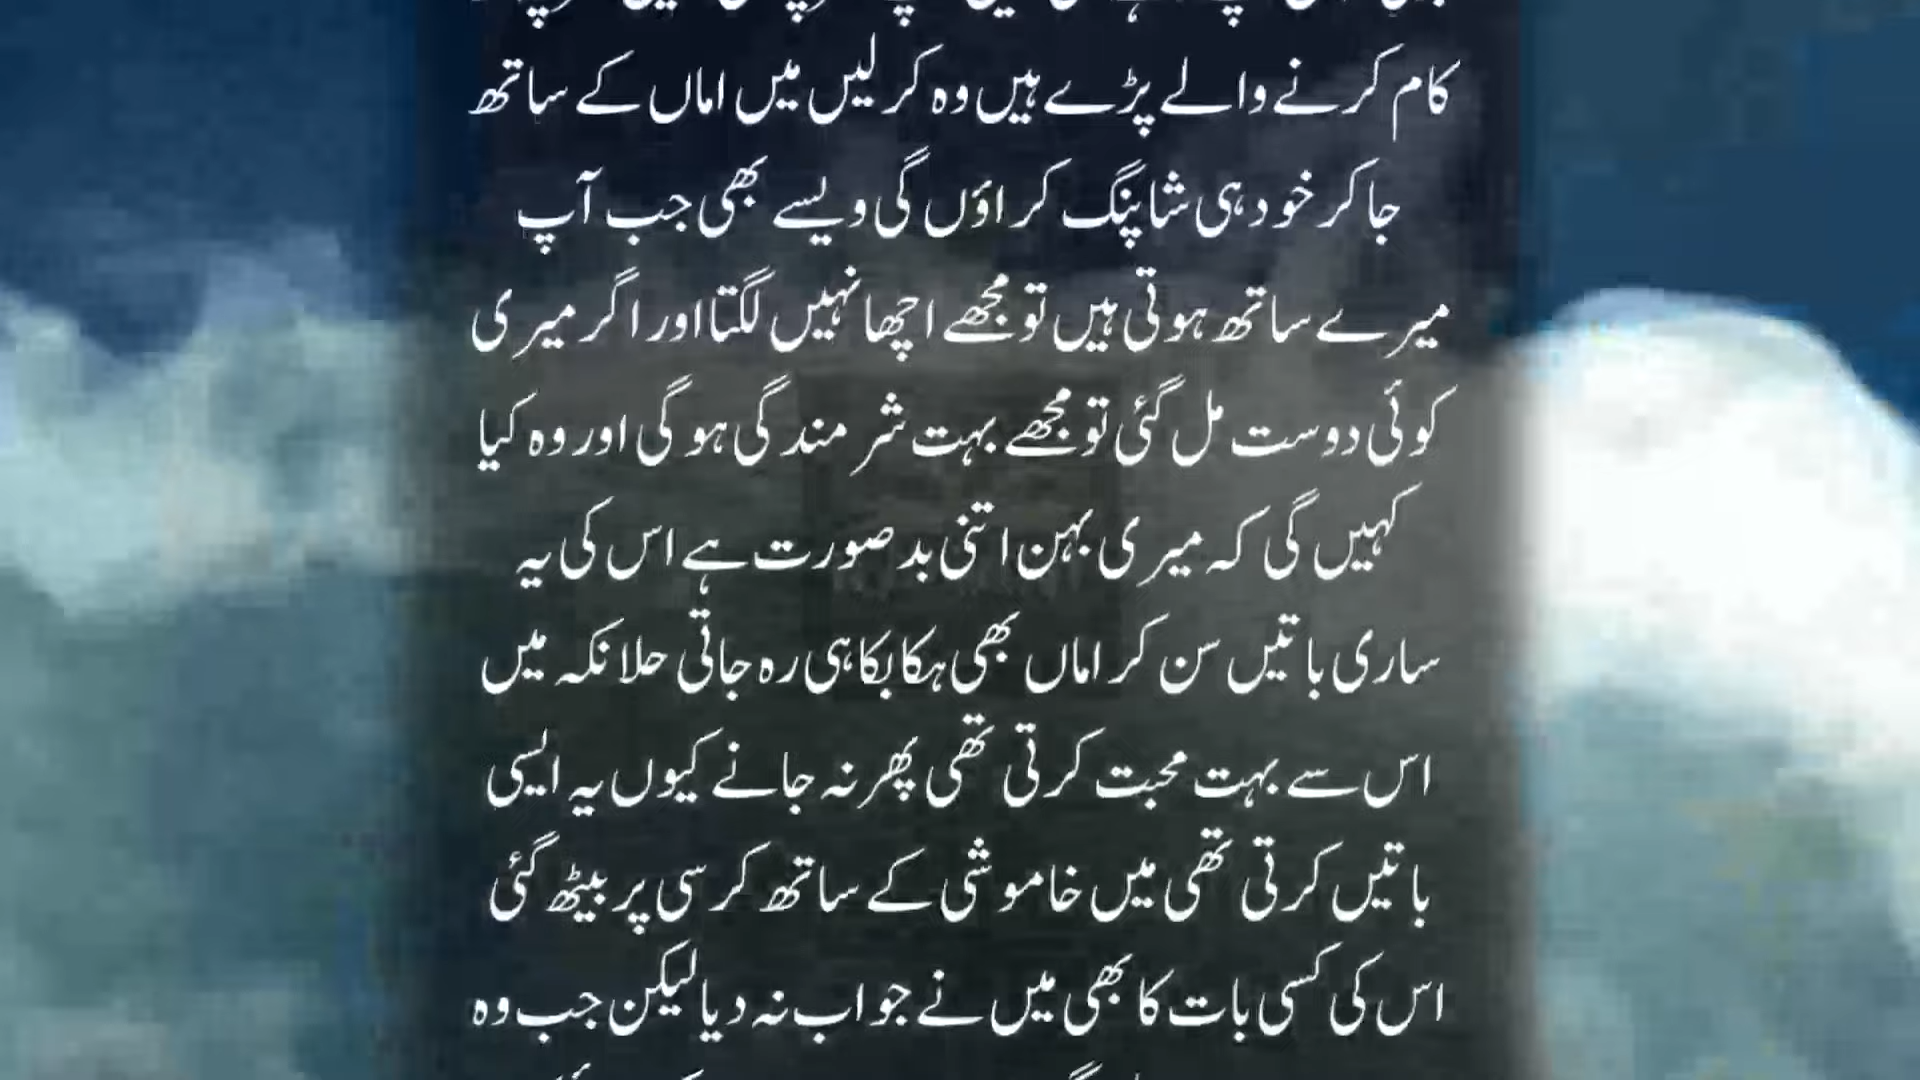 کام کرنے والے پڑے ہیں وہ کر لیں میں اماں کے ساتھ
جا کر خود ہی شاپنگ کر اؤں گی ویسے بھی جب آپ
میرے ساتھ ہوتی ہیں تو مجھے اچھا نہیں لگتا اور اگر میری
کوئی دوست مل گئی تو مجھے بہت شرمندگی ہو گی اور وہ کیا
کہیں گی کہ میری بہن اتنی بد صورت ہے اس کی یہ
ساری باتیں سن کر اماں بھی ہکا بکا ہی رہ جاتی حلانکہ میں
اس سے بہت محبت کرتی تھی پھر نہ جانے کیوں یہ ایسی
باتیں کرتی تھی میں خاموشی کے ساتھ کرسی پر بیٹھ گئی
اس کی کسی بات کا بھی میں نے جواب نہ دیا لیکن جب وہ